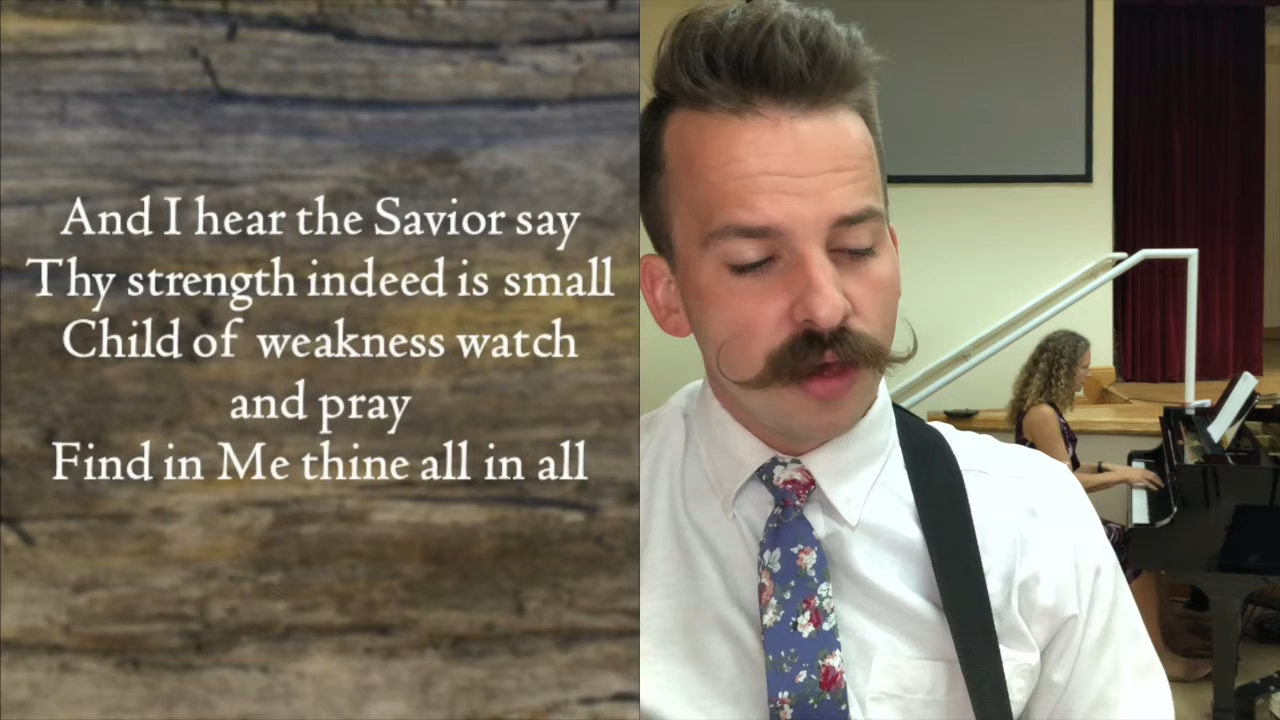 And I hear the Savior say
Thy strength indeed is small
Child of weakness watch
and pray
Find in Me thine all in all